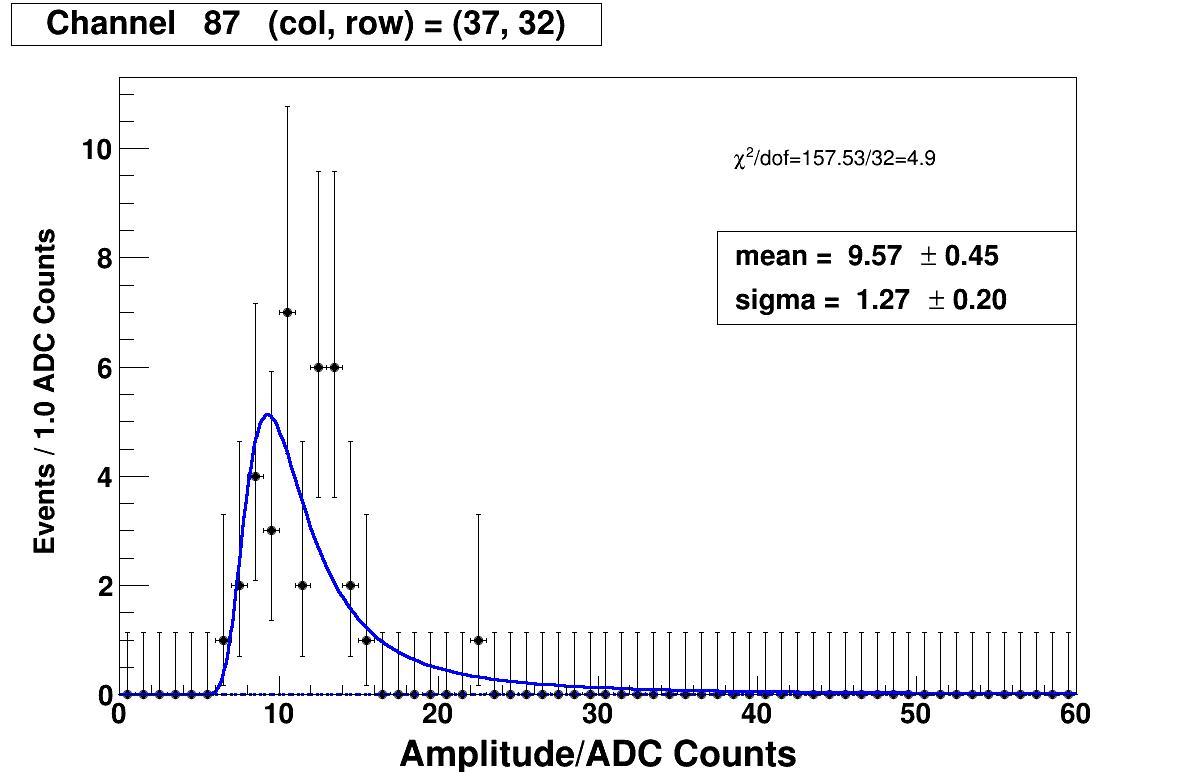 Channel 87 (col, row) = (37, 32)
χ²/dof=157.53/32=4.9
mean = 9.57 ± 0.45
sigma = 1.27 ± 0.20
Events / 1.0 ADC Counts
10
8
6
4
2
0
0 10 20 30 40 50 60
Amplitude/ADC Counts